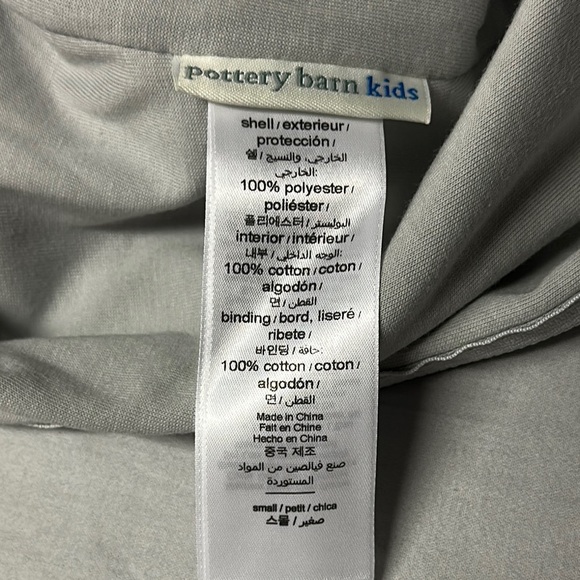 pottery barn kids
shell / exterieur /
protección /
쉘 / الخارجي، والنسيج
الخارجي:
100% polyester /
poliéster /
폴리에스터 / البوليستر
interior / intérieur /
내부 / الوجه الداخلي:
100% cotton / coton /
algodón /
면 / القطن
binding / bord, liseré /
ribete /
바인딩 / حافة:
100% cotton / coton /
algodón /
면 / القطن
Made in China
Fait en Chine
Hecho en China
중국 제조
صنع فيالصين من المواد
المستوردة
small / petit / chica
스몰 / صغير